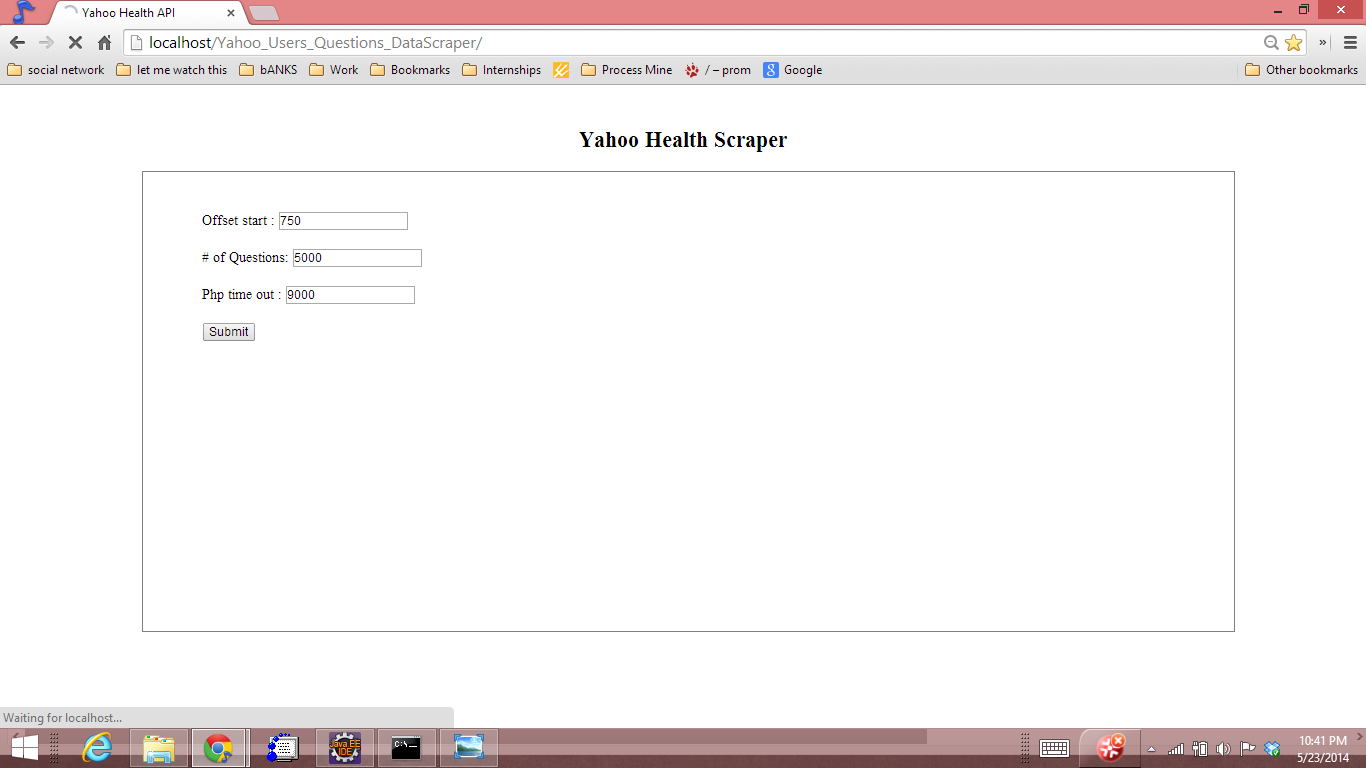 Yahoo Health API
localhost/Yahoo_Users_Questions_DataScraper/
social network let me watch this bANKS Work Bookmarks Internships Process Mine / – prom 8 Google Other bookmarks
Yahoo Health Scraper
Offset start : 750
# of Questions: 5000
Php time out : 9000
Submit
Waiting for localhost...
Java EE
IDE
C:\._
10:41 PM
5/23/2014